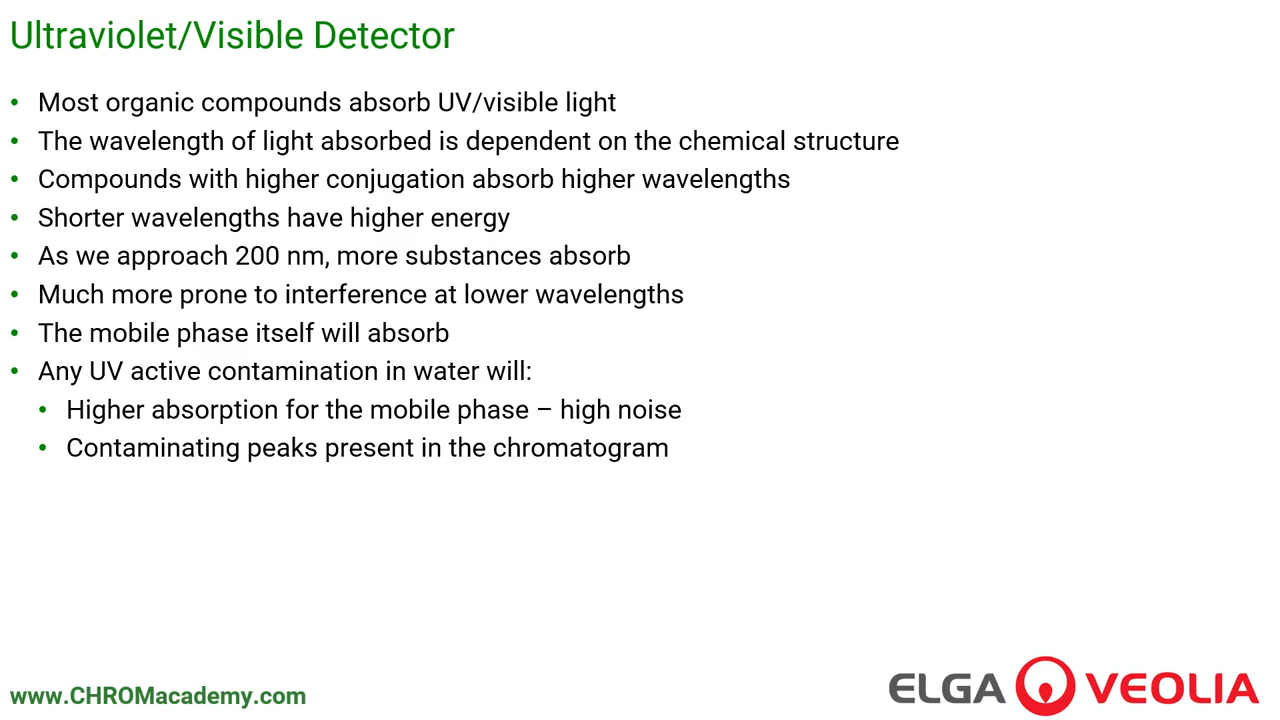 Ultraviolet/Visible Detector
• Most organic compounds absorb UV/visible light
• The wavelength of light absorbed is dependent on the chemical structure
• Compounds with higher conjugation absorb higher wavelengths
• Shorter wavelengths have higher energy
• As we approach 200 nm, more substances absorb
• Much more prone to interference at lower wavelengths
• The mobile phase itself will absorb
• Any UV active contamination in water will:
• Higher absorption for the mobile phase – high noise
• Contaminating peaks present in the chromatogram
www.CHROMacademy.com
ELGA VEOLIA